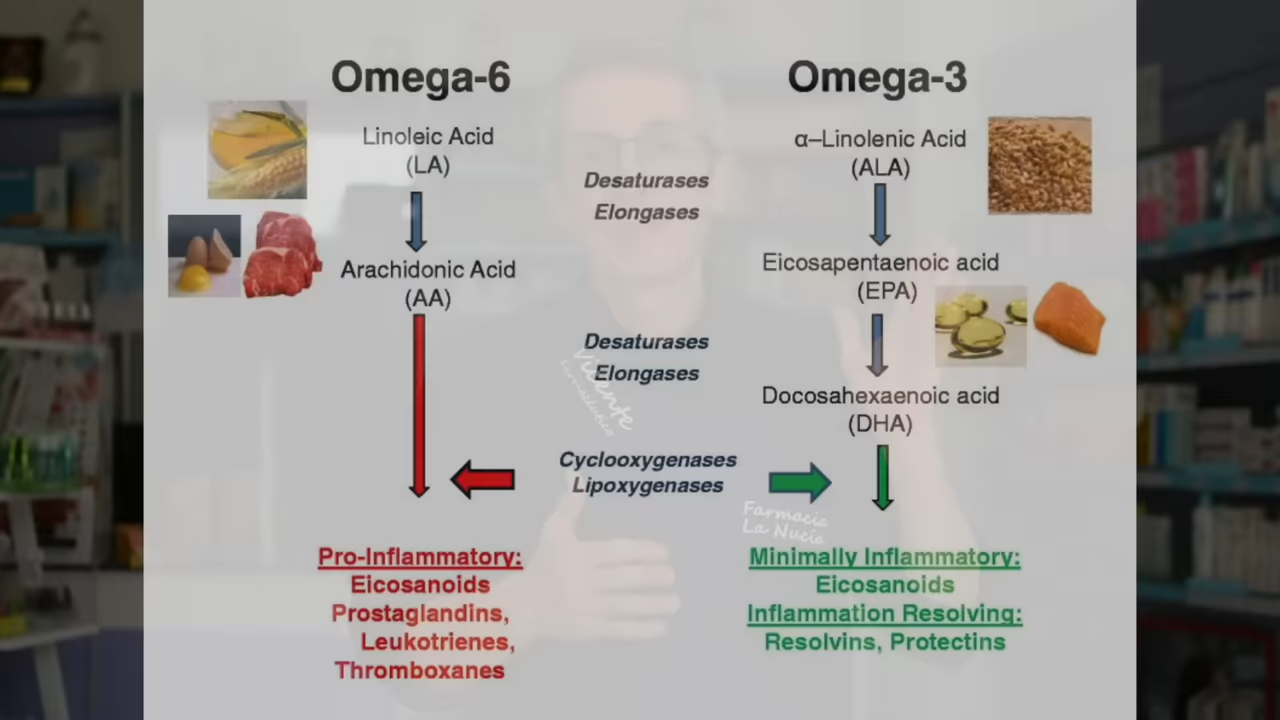 Omega-6
Linoleic Acid
(LA)
Arachidonic Acid
(AA)
Pro-Inflammatory:
Eicosanoids
Prostaglandins,
Leukotrienes,
Thromboxanes
Desaturases
Elongases
Desaturases
Elongases
Cyclooxygenases
Lipoxygenases
Omega-3
α–Linolenic Acid
(ALA)
Eicosapentaenoic acid
(EPA)
Docosahexaenoic acid
(DHA)
Minimally Inflammatory:
Eicosanoids
Inflammation Resolving:
Resolvins, Protectins
Vicente
Farmacéutico
Farmacia
La Nucia